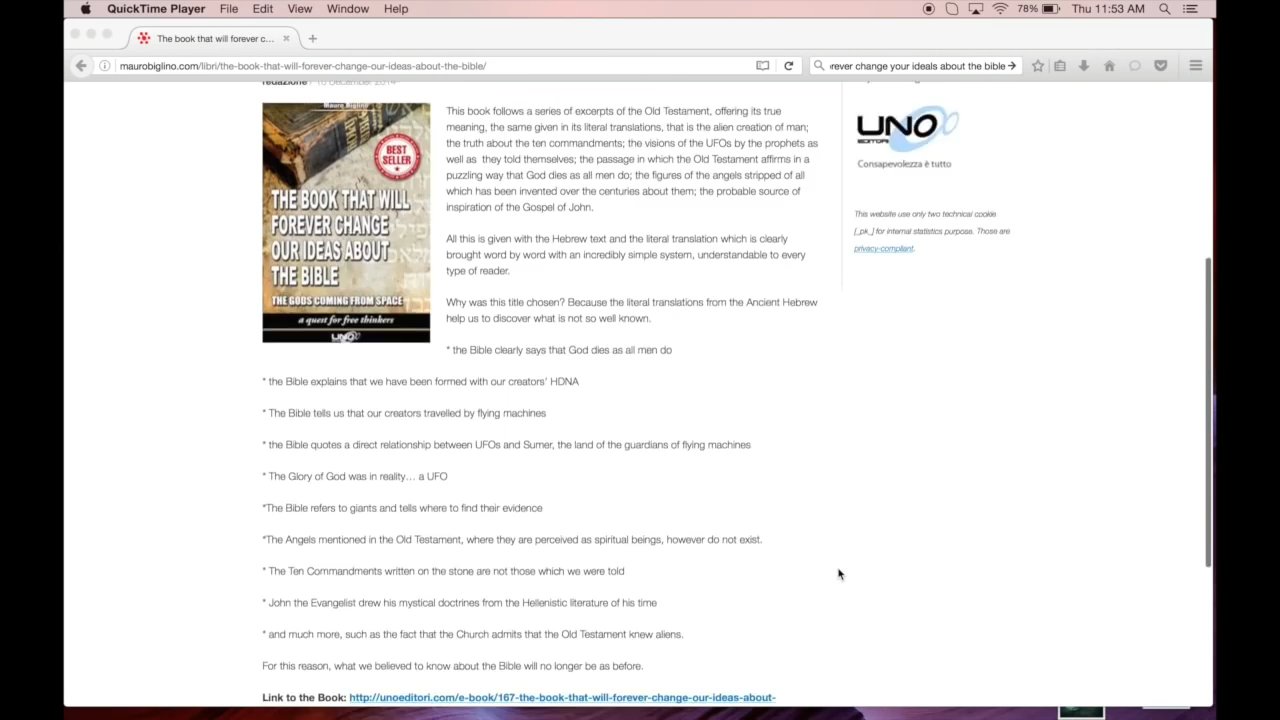 QuickTime Player File Edit View Window Help 78% Thu 11:53 AM
The book that will forever c...
maurobiglino.com/libri/the-book-that-will-forever-change-our-ideas-about-the-bible/
rever change your ideals about the bible
redazione
Mauro Biglino
BEST
SELLER
THE BOOK THAT WILL
FOREVER CHANGE
OUR IDEAS ABOUT
THE BIBLE
THE GODS COMING FROM SPACE
a quest for free thinkers
UNO
This book follows a series of excerpts of the Old Testament, offering its true
meaning, the same given in its literal translations, that is the alien creation of man;
the truth about the ten commandments; the visions of the UFOs by the prophets as
well as they told themselves; the passage in which the Old Testament affirms in a
puzzling way that God dies as all men do; the figures of the angels stripped of all
which has been invented over the centuries about them; the probable source of
inspiration of the Gospel of John.
All this is given with the Hebrew text and the literal translation which is clearly
brought word by word with an incredibly simple system, understandable to every
type of reader.
Why was this title chosen? Because the literal translations from the Ancient Hebrew
help us to discover what is not so well known.
* the Bible clearly says that God dies as all men do
* the Bible explains that we have been formed with our creators' HDNA
* The Bible tells us that our creators travelled by flying machines
* the Bible quotes a direct relationship between UFOs and Sumer, the land of the guardians of flying machines
* The Glory of God was in reality… a UFO
*The Bible refers to giants and tells where to find their evidence
*The Angels mentioned in the Old Testament, where they are perceived as spiritual beings, however do not exist.
* The Ten Commandments written on the stone are not those which we were told
* John the Evangelist drew his mystical doctrines from the Hellenistic literature of his time
* and much more, such as the fact that the Church admits that the Old Testament knew aliens.
For this reason, what we believed to know about the Bible will no longer be as before.
Link to the Book: http://unoeditori.com/e-book/167-the-book-that-will-forever-change-our-ideas-about-
UNO
EDITORI
Consapevolezza è tutto
This website use only two technical cookie
[_pk_] for internal statistics purpose. Those are
privacy-compliant.